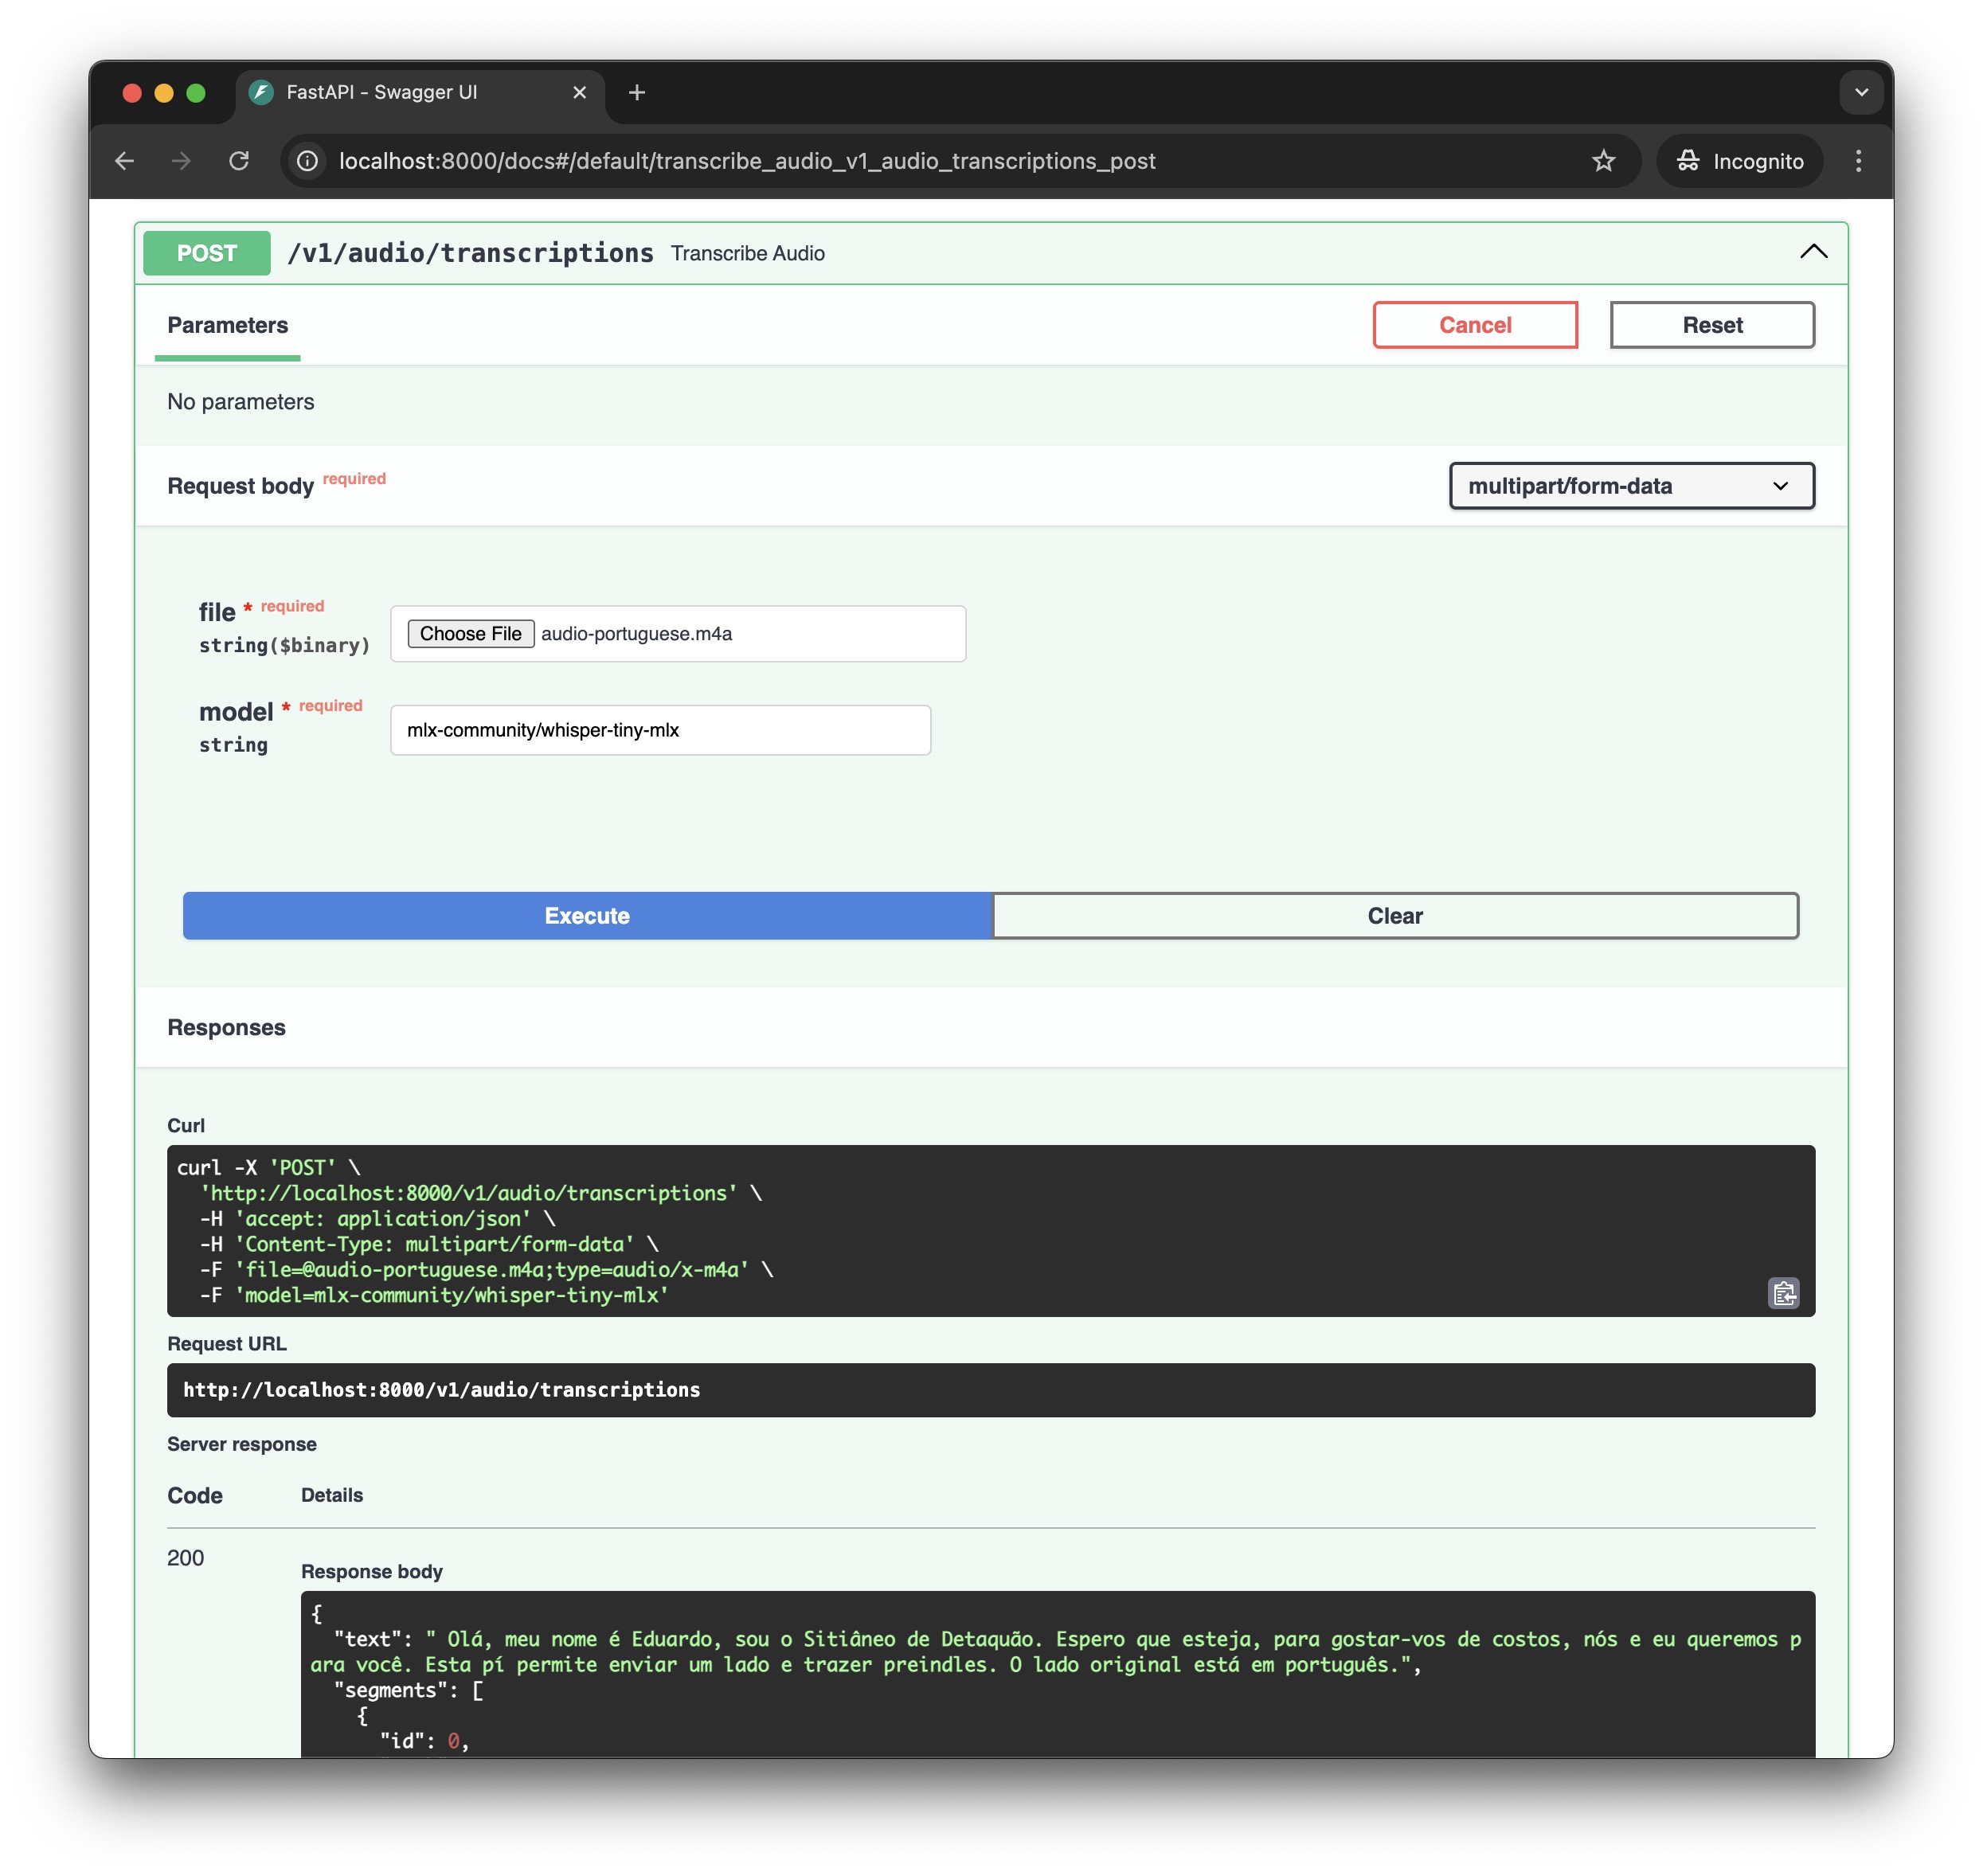 FastAPI - Swagger UI
localhost:8000/docs#/default/transcribe_audio_v1_audio_transcriptions_post
Incognito
POST /v1/audio/transcriptions Transcribe Audio
Parameters
Cancel
Reset
No parameters
Request body required
multipart/form-data
file * required
string($binary)
Choose File audio-portuguese.m4a
model * required
string
mlx-community/whisper-tiny-mlx
Execute
Clear
Responses
Curl
curl -X 'POST' \
'http://localhost:8000/v1/audio/transcriptions' \
-H 'accept: application/json' \
-H 'Content-Type: multipart/form-data' \
-F 'file=@audio-portuguese.m4a;type=audio/x-m4a' \
-F 'model=mlx-community/whisper-tiny-mlx'
Request URL
http://localhost:8000/v1/audio/transcriptions
Server response
Code Details
200
Response body
{
"text": " Olá, meu nome é Eduardo, sou o Sitiâneo de Detaquão. Espero que esteja, para gostar-vos de costos, nós e eu queremos p
ara você. Esta pí permite enviar um lado e trazer preindles. O lado original está em português.",
"segments": [
{
"id": 0,